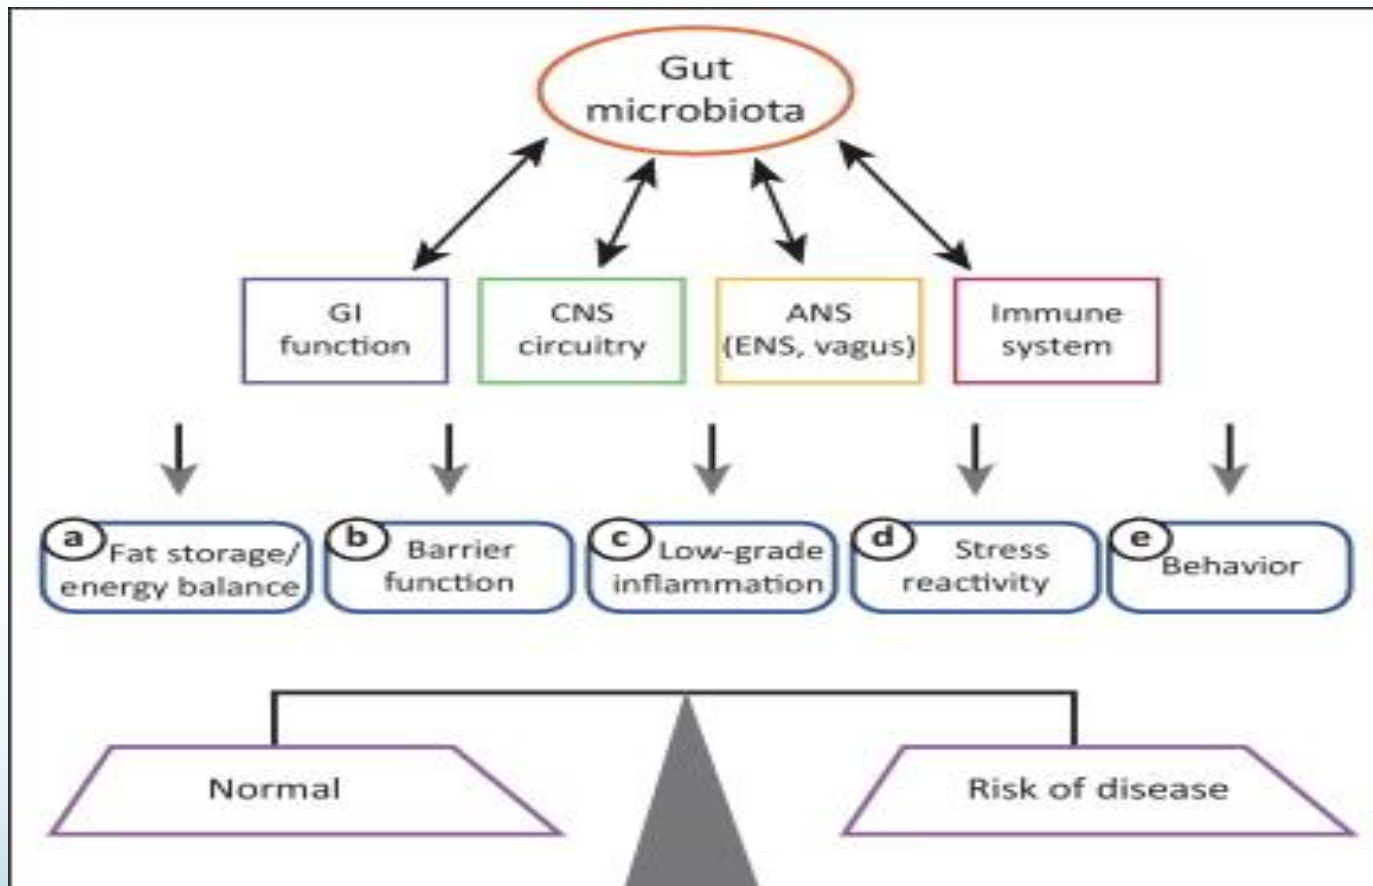 Gut
microbiota
GI
function
CNS
circuitry
ANS
(ENS, vagus)
Immune
system
a
Fat storage/
energy balance
b
Barrier
function
c
Low-grade
inflammation
d
Stress
reactivity
e
Behavior
Normal
Risk of disease